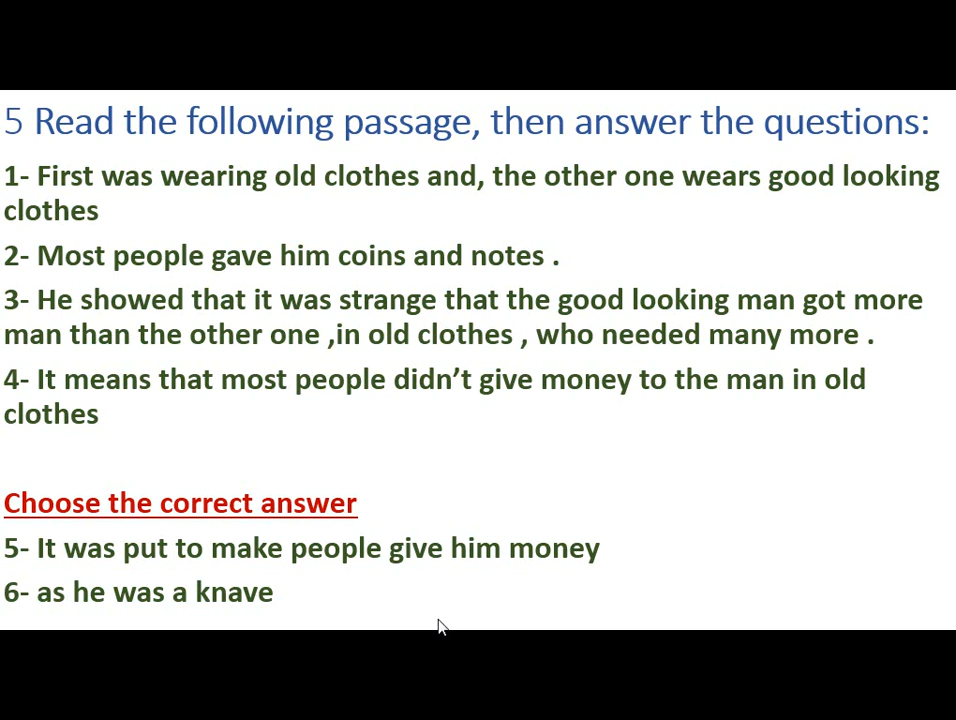 5 Read the following passage, then answer the questions:
1- First was wearing old clothes and, the other one wears good looking
clothes
2- Most people gave him coins and notes .
3- He showed that it was strange that the good looking man got more
man than the other one ,in old clothes , who needed many more .
4- It means that most people didn’t give money to the man in old
clothes
Choose the correct answer
5- It was put to make people give him money
6- as he was a knave